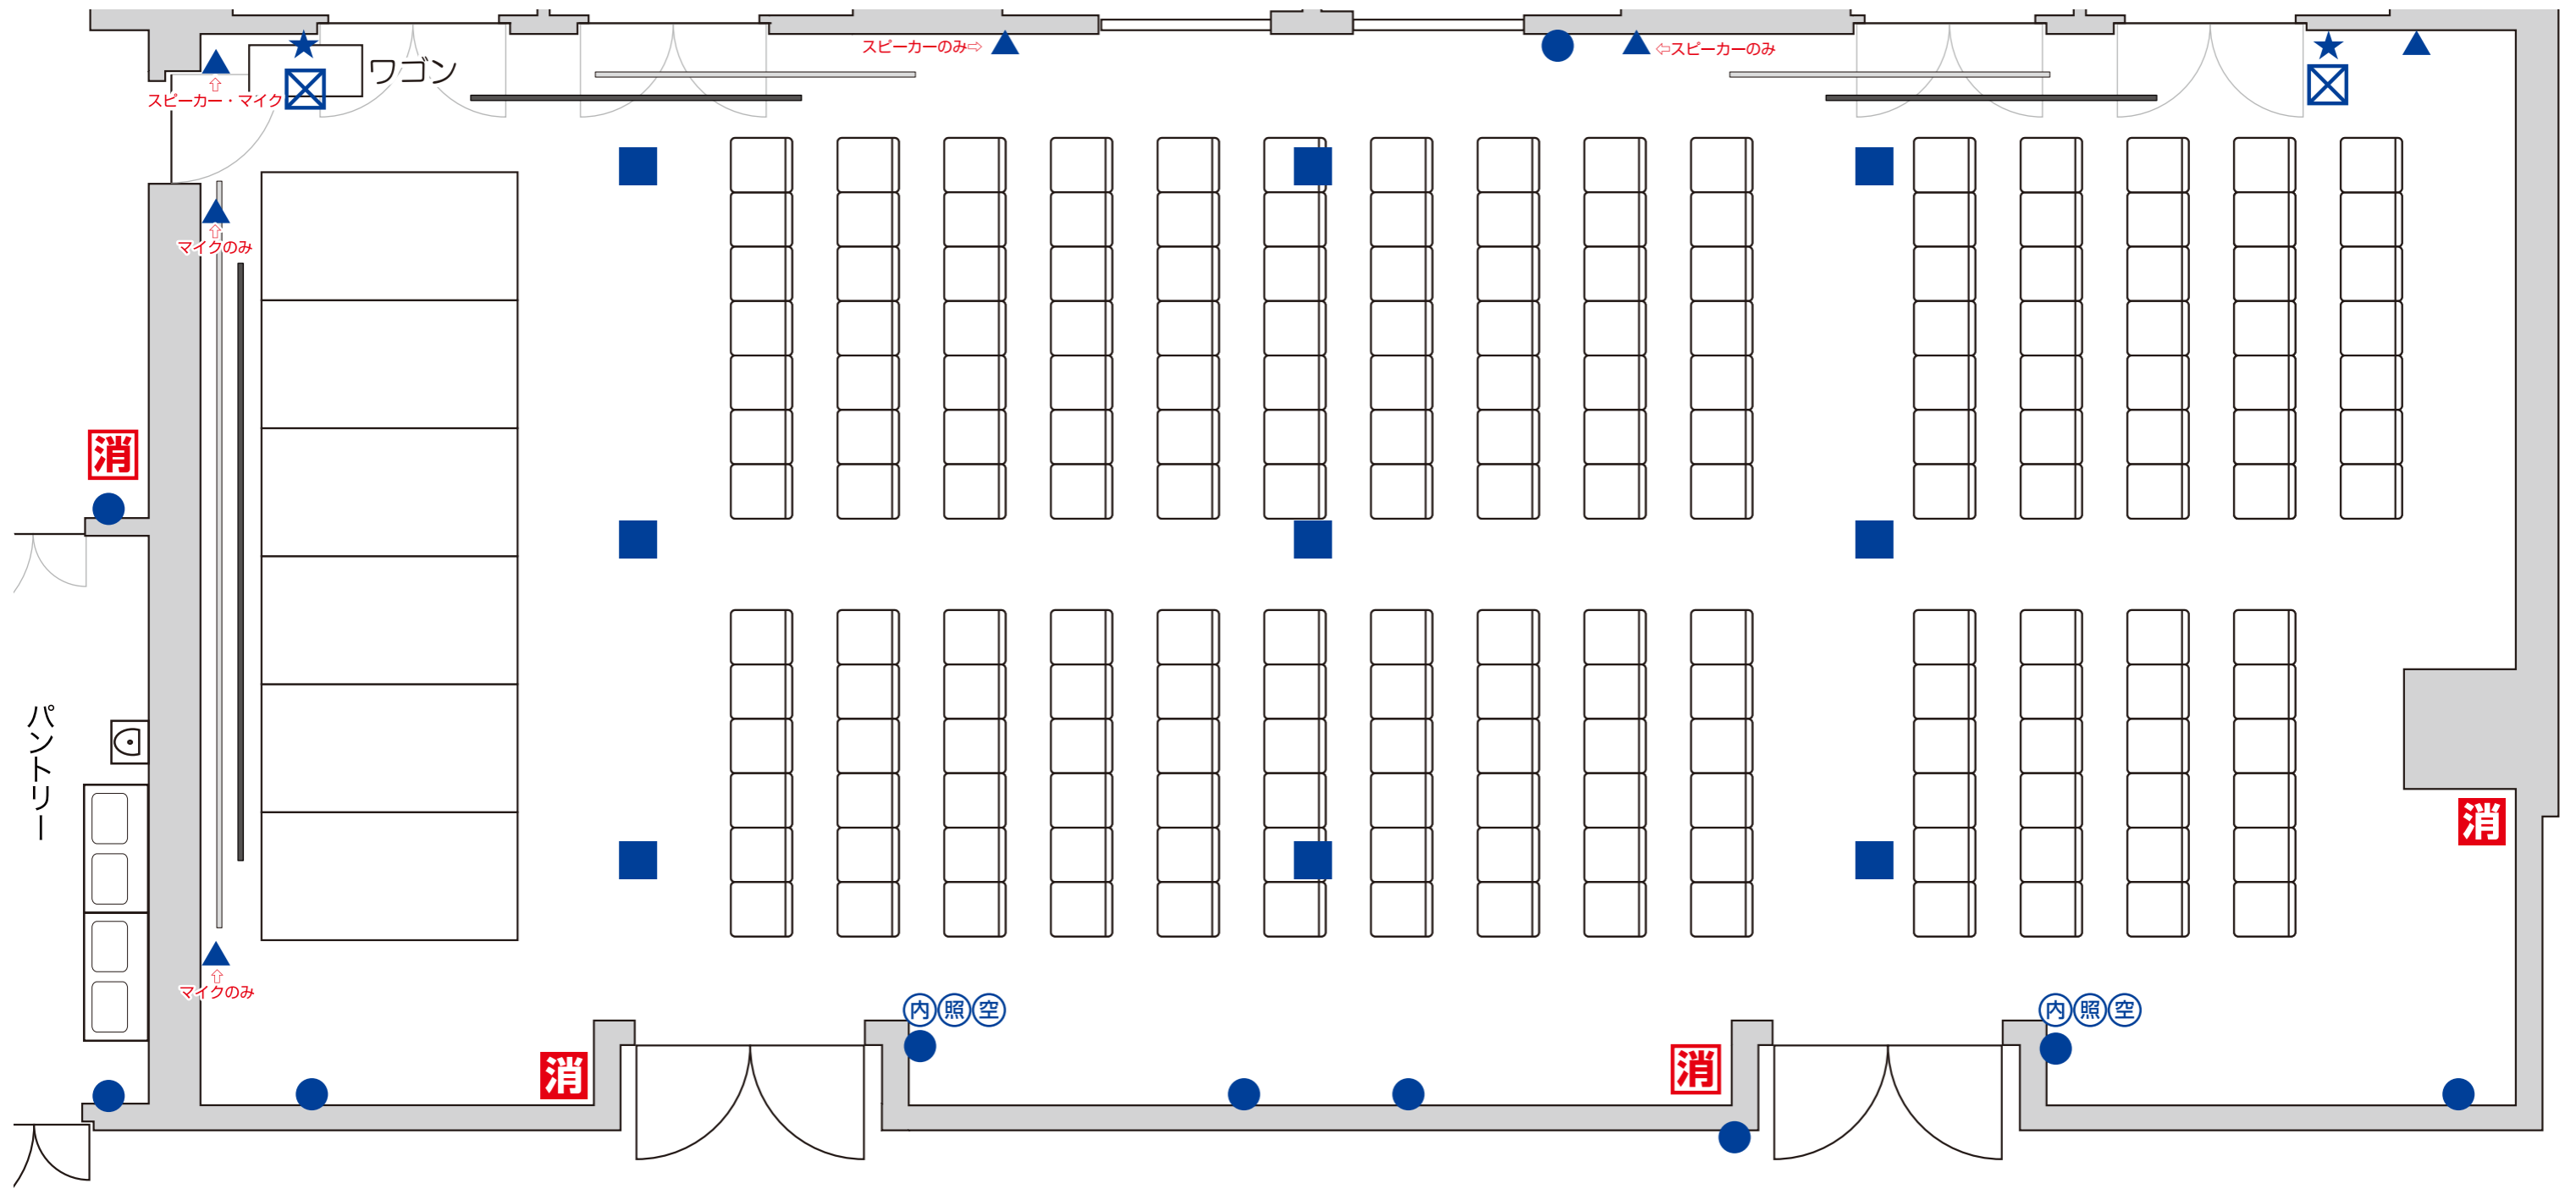 スピーカーのみ⇨
⇦スピーカーのみ
ワゴン
⇧
スピーカー・マイク
⇧
マイクのみ
消
パントリー
消
⇧
マイクのみ
内 照 空
内 照 空
消
消